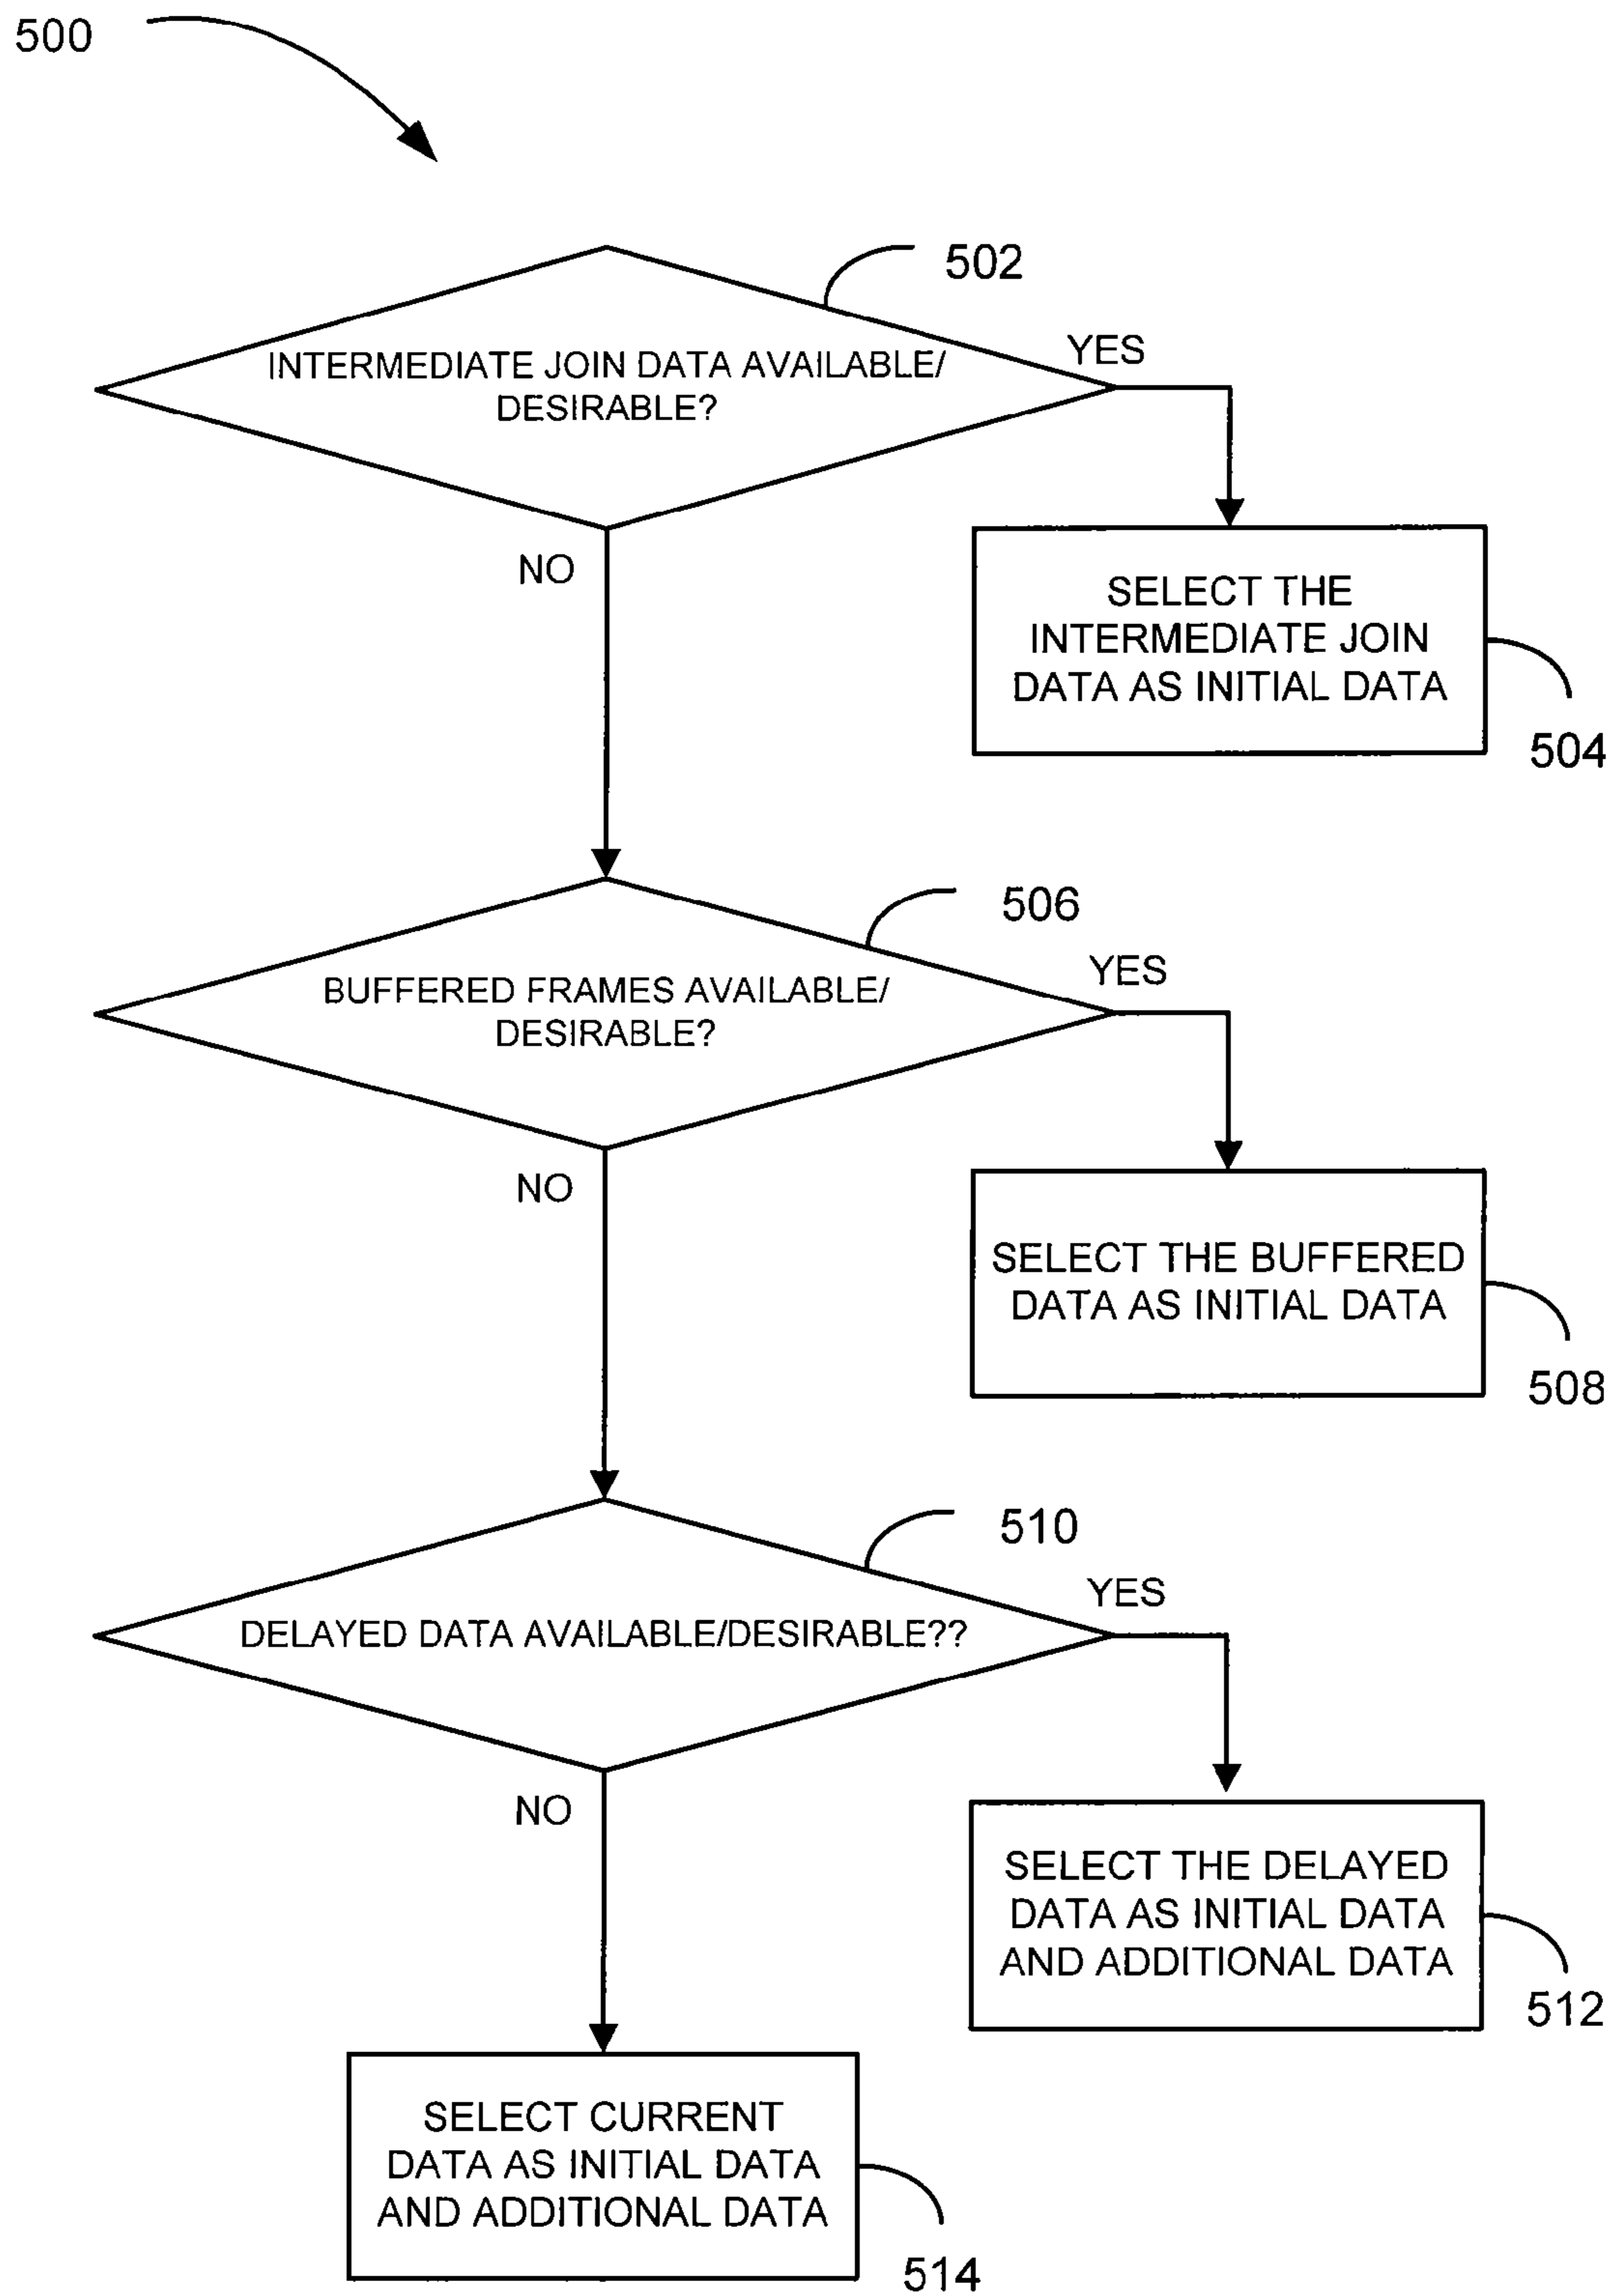 500
502
INTERMEDIATE JOIN DATA AVAILABLE/
DESIRABLE?
YES
NO
SELECT THE
INTERMEDIATE JOIN
DATA AS INITIAL DATA
504
506
BUFFERED FRAMES AVAILABLE/
DESIRABLE?
YES
NO
SELECT THE BUFFERED
DATA AS INITIAL DATA
508
510
DELAYED DATA AVAILABLE/DESIRABLE??
YES
NO
SELECT THE DELAYED
DATA AS INITIAL DATA
AND ADDITIONAL DATA
512
SELECT CURRENT
DATA AS INITIAL DATA
AND ADDITIONAL DATA
514